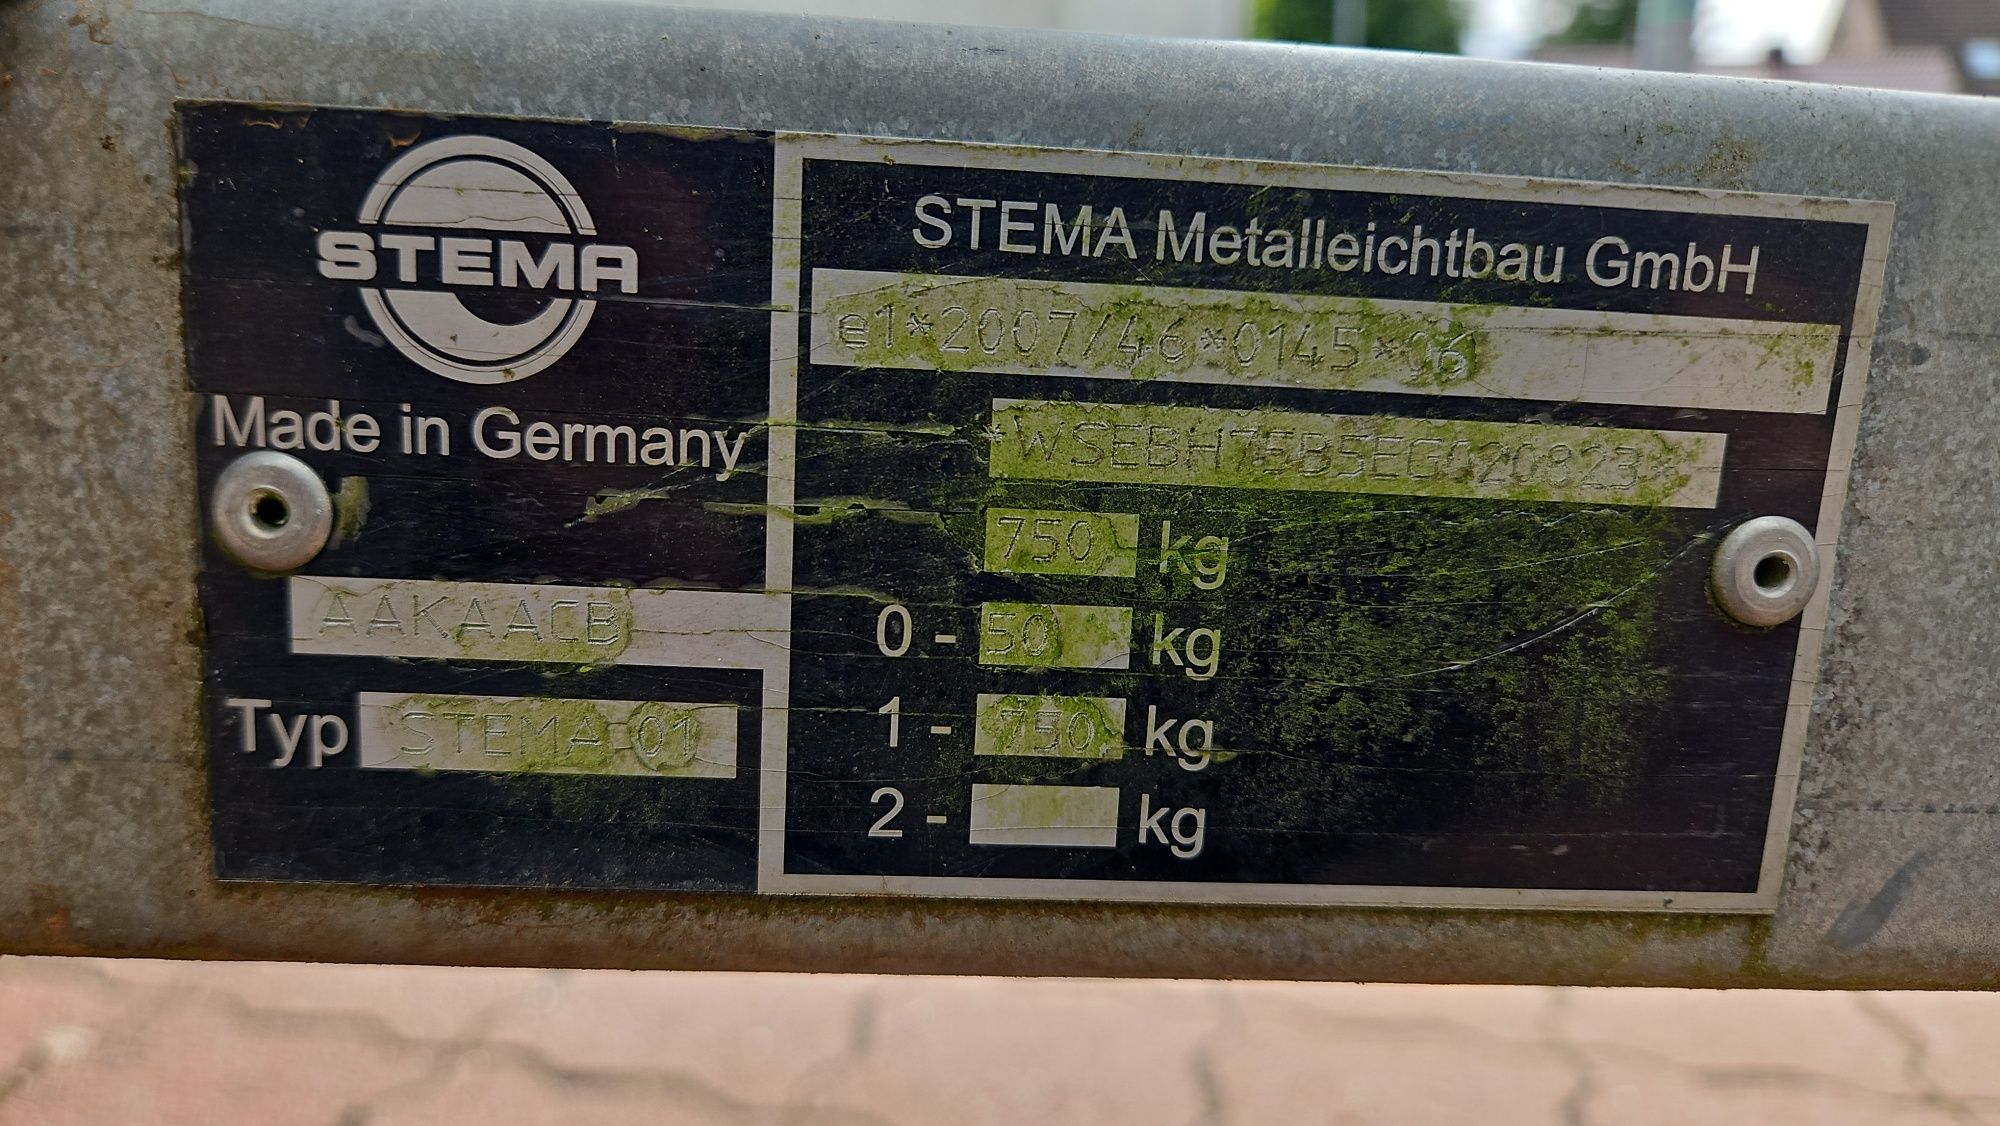 STEMA
Made in Germany
AAKAACB
Typ STEMA 01
STEMA Metalleichtbau GmbH
e1*2007/46*0145*06
*WSEBH75B5EG020823*
750 kg
0 - 50 kg
1 - 750 kg
2 - kg